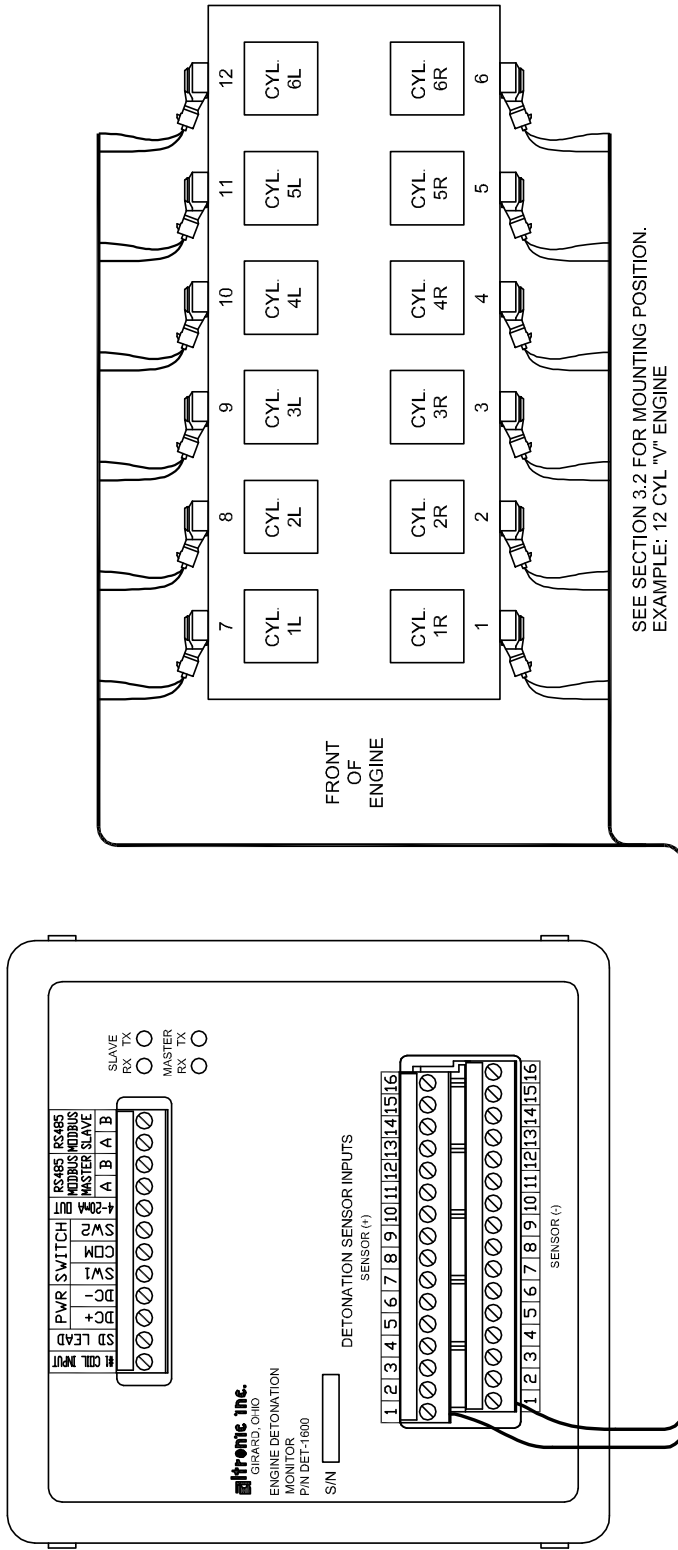 #1 COIL INPUT
SD LEAD
PWR
DC+
DC-
SWITCH
SW1
COM
SW2
4-20mA OUT
RS485
MODBUS
MASTER
A B
RS485
MODBUS
SLAVE
A B
SLAVE
RX TX
MASTER
RX TX
altronic inc.
GIRARD, OHIO
ENGINE DETONATION
MONITOR
P/N DET-1600
S/N
DETONATION SENSOR INPUTS
SENSOR (+)
1 2 3 4 5 6 7 8 9 10 11 12 13 14 15 16
1 2 3 4 5 6 7 8 9 10 11 12 13 14 15 16
SENSOR (-)
FRONT
OF
ENGINE
7 8 9 10 11 12
CYL. 1L
CYL. 2L
CYL. 3L
CYL. 4L
CYL. 5L
CYL. 6L
CYL. 1R
CYL. 2R
CYL. 3R
CYL. 4R
CYL. 5R
CYL. 6R
1 2 3 4 5 6
SEE SECTION 3.2 FOR MOUNTING POSITION.
EXAMPLE: 12 CYL "V" ENGINE